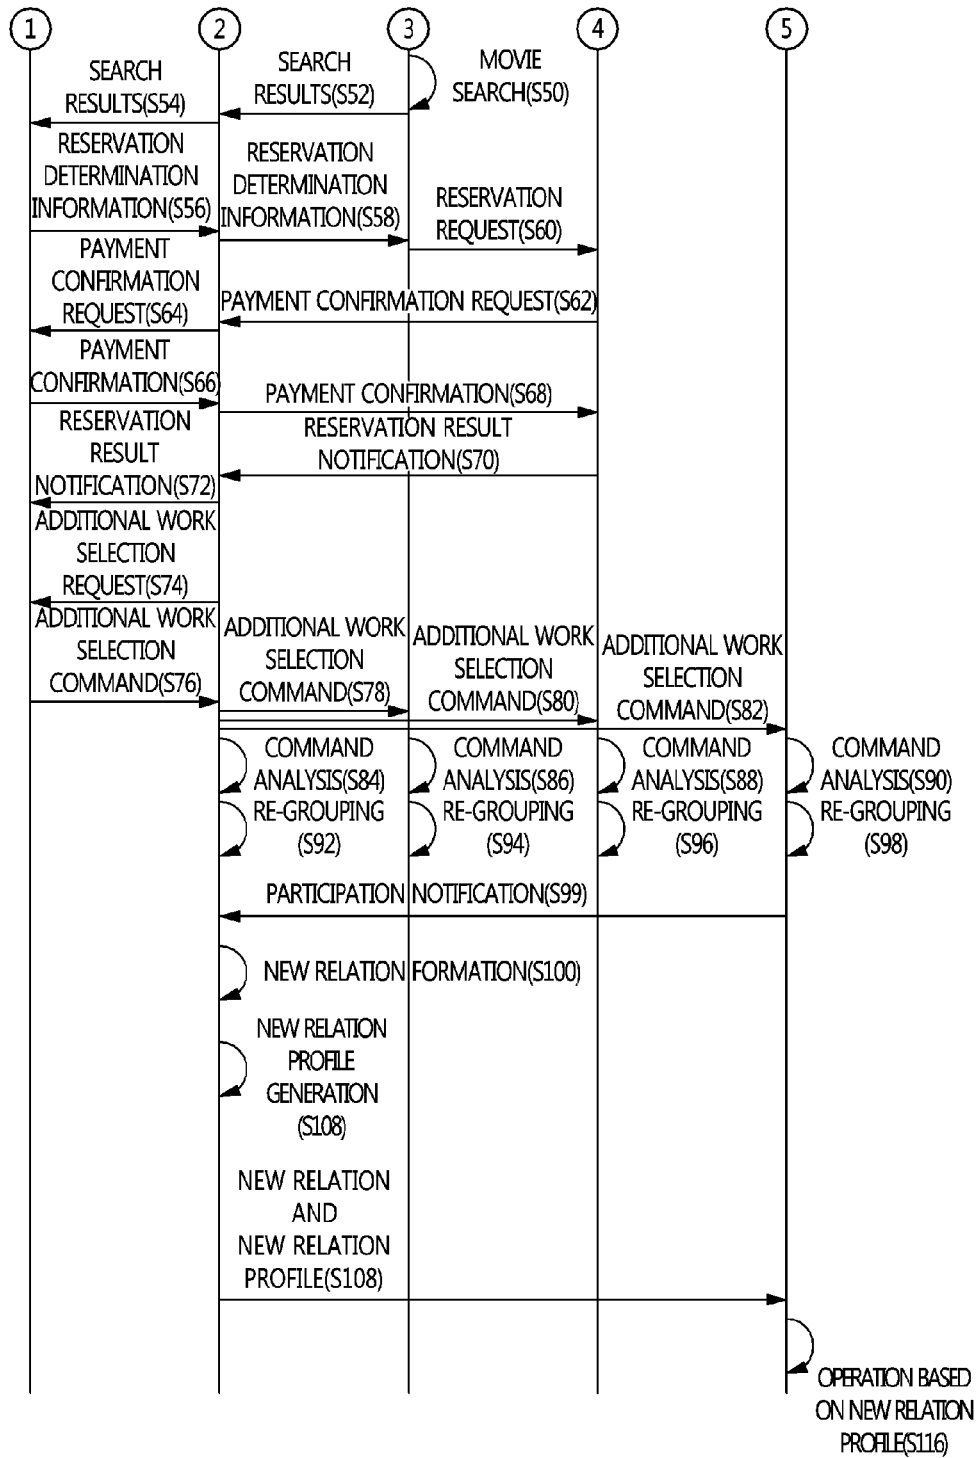 1
2
3
4
5
SEARCH
RESULTS(S54)
SEARCH
RESULTS(S52)
MOVIE
SEARCH(S50)
RESERVATION
DETERMINATION
INFORMATION(S56)
RESERVATION
DETERMINATION
INFORMATION(S58)
RESERVATION
REQUEST(S60)
PAYMENT
CONFIRMATION
REQUEST(S64)
PAYMENT CONFIRMATION REQUEST(S62)
PAYMENT
CONFIRMATION(S66)
PAYMENT CONFIRMATION(S68)
RESERVATION
RESULT
NOTIFICATION(S72)
RESERVATION RESULT
NOTIFICATION(S70)
ADDITIONAL WORK
SELECTION
REQUEST(S74)
ADDITIONAL WORK
SELECTION
COMMAND(S76)
ADDITIONAL WORK
SELECTION
COMMAND(S78)
ADDITIONAL WORK
SELECTION
COMMAND(S80)
ADDITIONAL WORK
SELECTION
COMMAND(S82)
COMMAND
ANALYSIS(S84)
COMMAND
ANALYSIS(S86)
COMMAND
ANALYSIS(S88)
COMMAND
ANALYSIS(S90)
RE-GROUPING
(S92)
RE-GROUPING
(S94)
RE-GROUPING
(S96)
RE-GROUPING
(S98)
PARTICIPATION NOTIFICATION(S99)
NEW RELATION FORMATION(S100)
NEW RELATION
PROFILE
GENERATION
(S108)
NEW RELATION
AND
NEW RELATION
PROFILE(S108)
OPERATION BASED
ON NEW RELATION
PROFILE(S116)